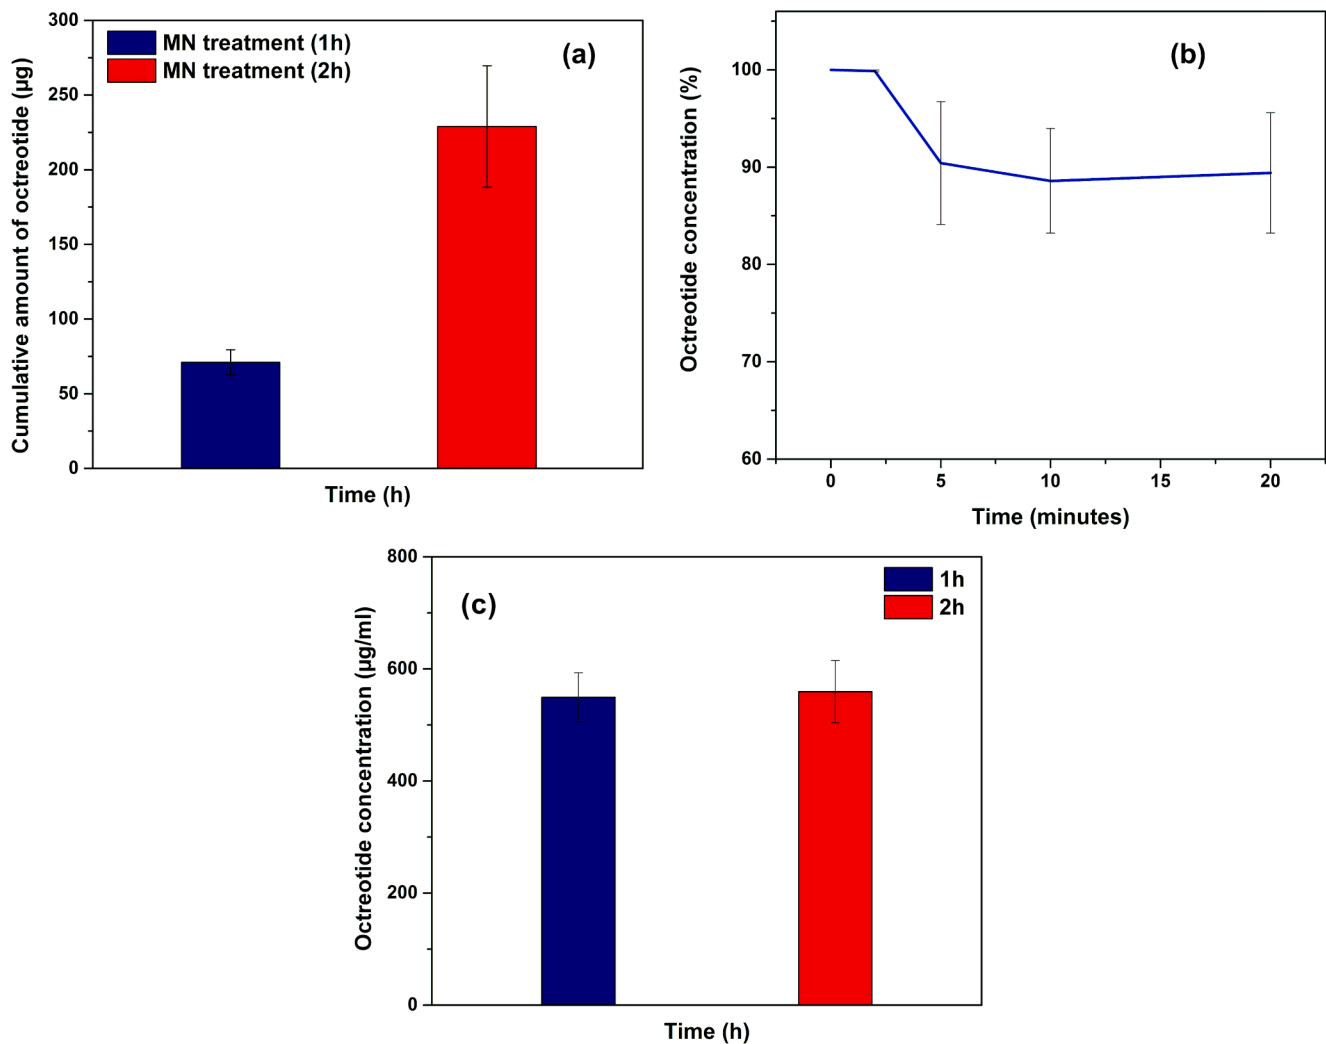 Cumulative amount of octreotide (µg)
300
250
200
150
100
50
0
MN treatment (1h)
MN treatment (2h)
(a)
Time (h)
Octreotide concentration (%)
100
90
80
70
60
(b)
0 5 10 15 20
Time (minutes)
Octreotide concentration (µg/ml)
800
600
400
200
0
(c)
1h
2h
Time (h)